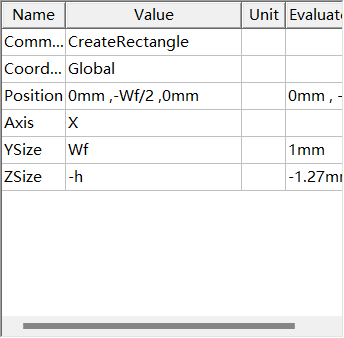 Name Value Unit Evaluate
Comm... CreateRectangle
Coord... Global
Position 0mm ,-Wf/2 ,0mm 0mm , -
Axis X
YSize Wf 1mm
ZSize -h -1.27m